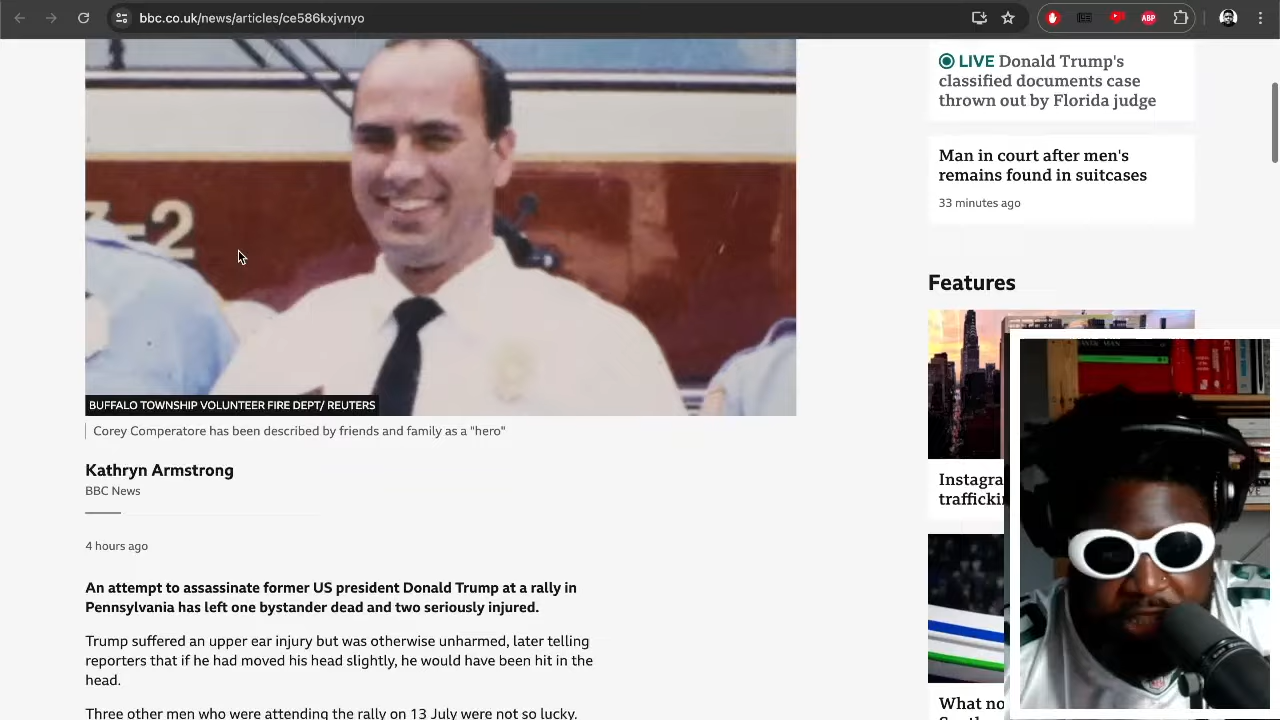 bbc.co.uk/news/articles/ce586kxjvnyo
ABP
-2
BUFFALO TOWNSHIP VOLUNTEER FIRE DEPT/ REUTERS
Corey Comperatore has been described by friends and family as a "hero"
Kathryn Armstrong
BBC News
4 hours ago
An attempt to assassinate former US president Donald Trump at a rally in
Pennsylvania has left one bystander dead and two seriously injured.
Trump suffered an upper ear injury but was otherwise unharmed, later telling
reporters that if he had moved his head slightly, he would have been hit in the
head.
Three other men who were attending the rally on 13 July were not so lucky.
LIVE Donald Trump's
classified documents case
thrown out by Florida judge
Man in court after men's
remains found in suitcases
33 minutes ago
Features
Instagra
traffickin
What no